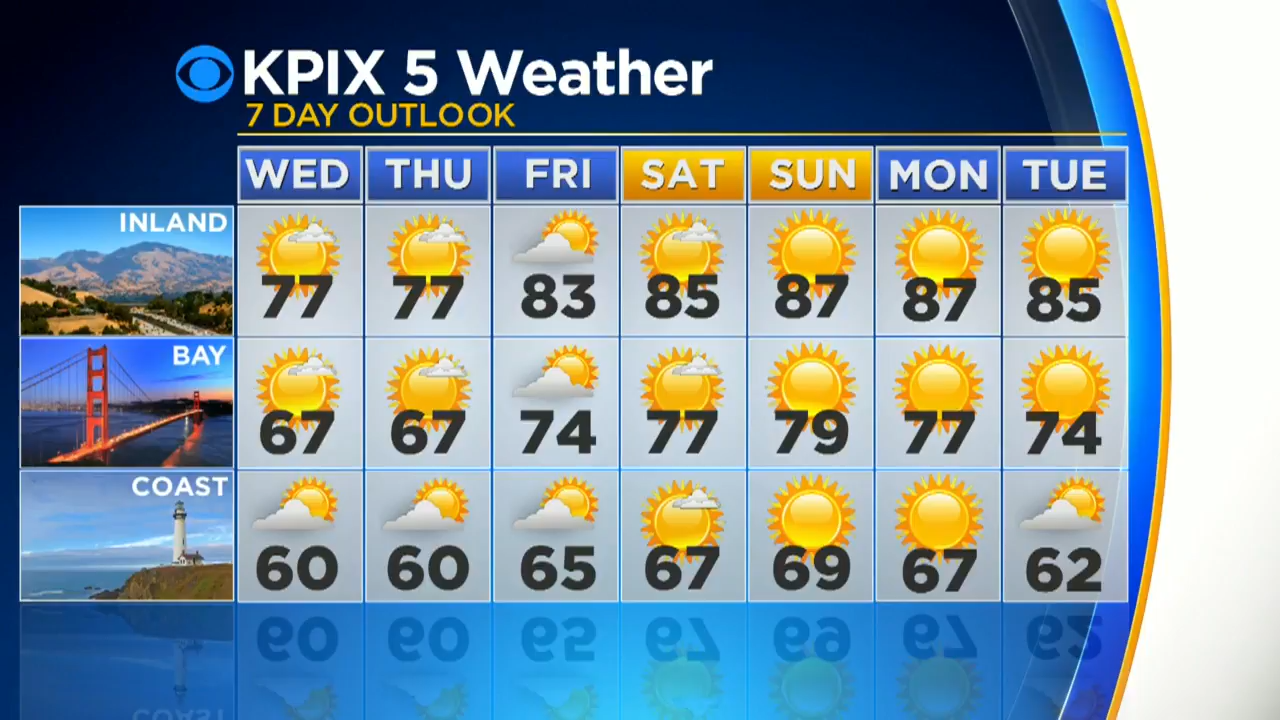 KPIX 5 Weather
7 DAY OUTLOOK
WED THU FRI SAT SUN MON TUE
INLAND
77 77 83 85 87 87 85
BAY
67 67 74 77 79 77 74
COAST
60 60 65 67 69 67 62